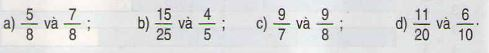 a) 5/8 và 7/8 ; b) 15/25 và 4/5 ; c) 9/7 và 9/8 ; d) 11/20 và 6/10.